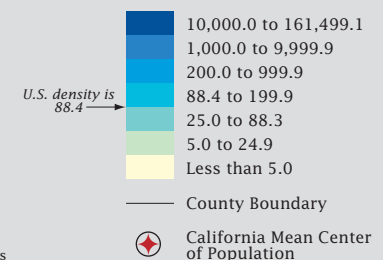 10,000.0 to 161,499.1
1,000.0 to 9,999.9
200.0 to 999.9
U.S. density is
88.4
88.4 to 199.9
25.0 to 88.3
5.0 to 24.9
Less than 5.0
County Boundary
California Mean Center
of Population
s